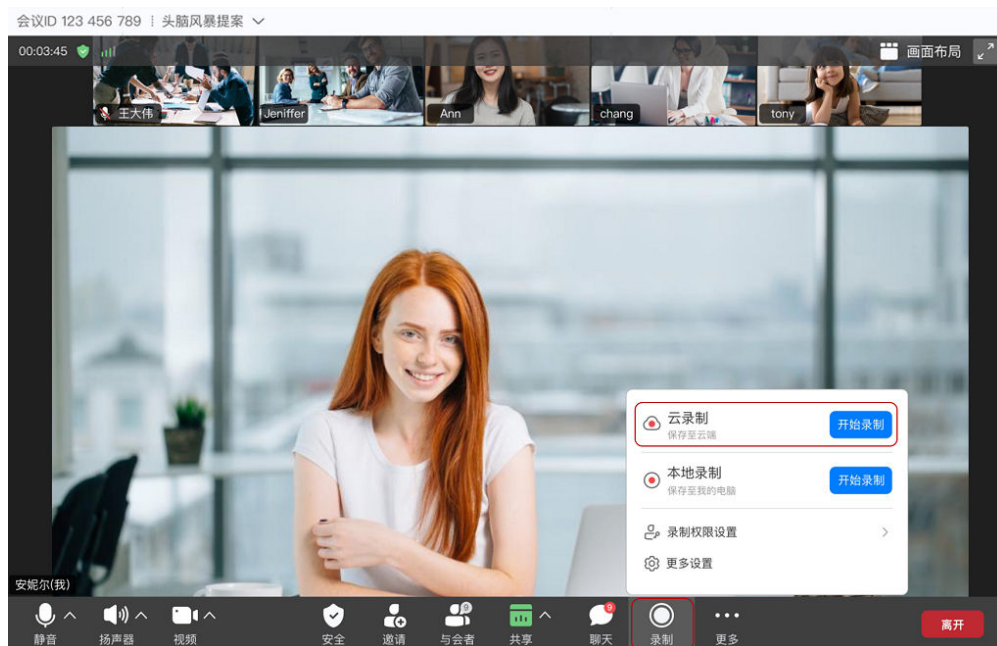 会议ID 123 456 789 ⁝ 头脑风暴提案
00:03:45
画面布局
王大伟
Jeniffer
Ann
chang
tony
云录制
保存至云端
开始录制
本地录制
保存至我的电脑
开始录制
录制权限设置
更多设置
安妮尔(我)
静音
扬声器
视频
安全
邀请
9
与会者
共享
9
聊天
录制
更多
离开